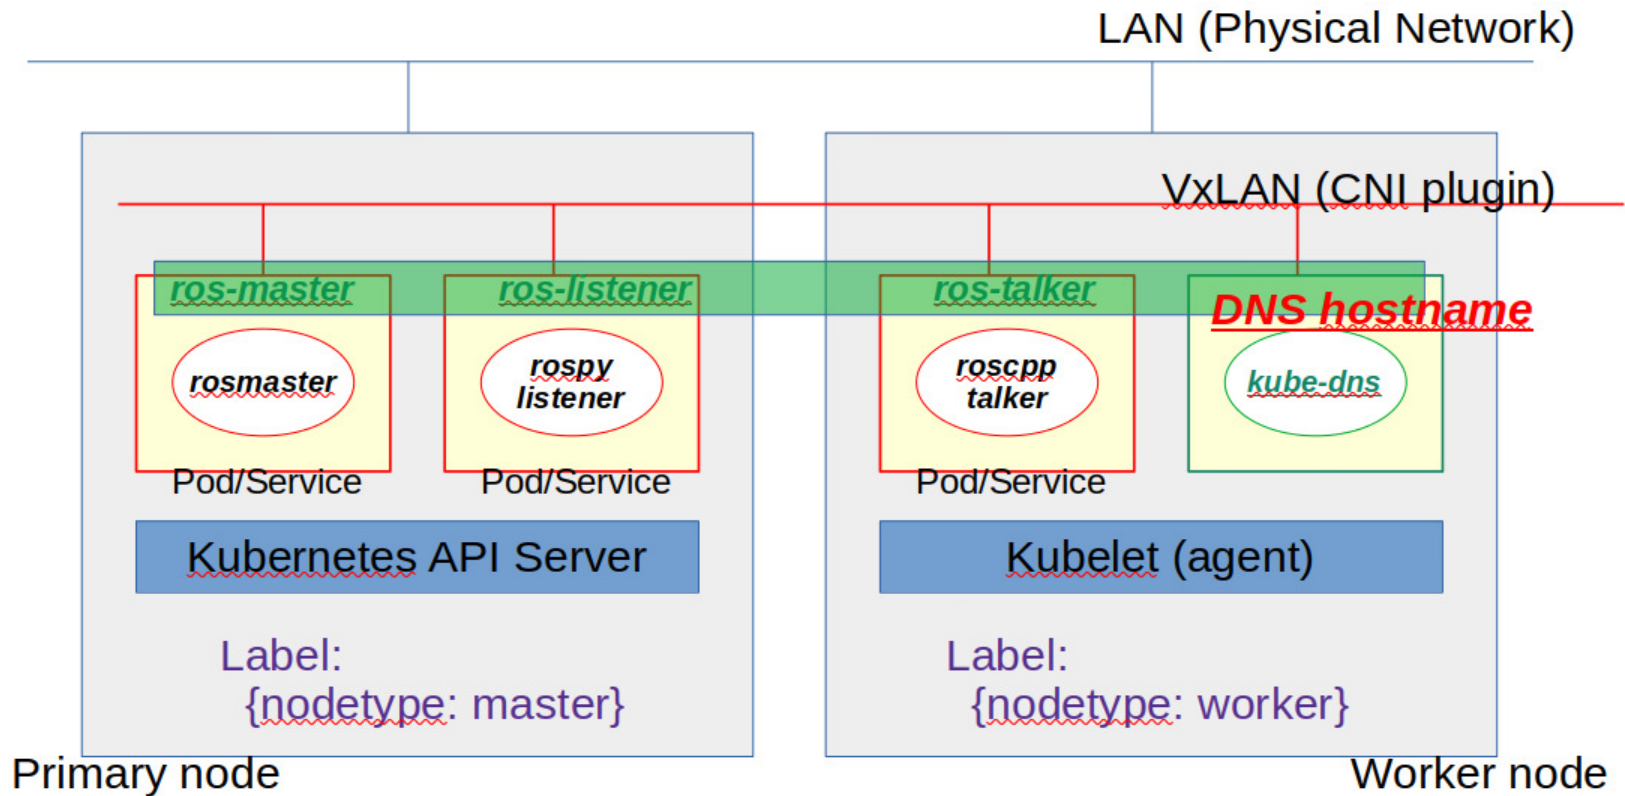 LAN (Physical Network)
VxLAN (CNI plugin)
ros-master
ros-listener
ros-talker
DNS hostname
rosmaster
rospy
listener
roscpp
talker
kube-dns
Pod/Service
Pod/Service
Pod/Service
Kubernetes API Server
Kubelet (agent)
Label:
{nodetype: master}
Label:
{nodetype: worker}
Primary node
Worker node